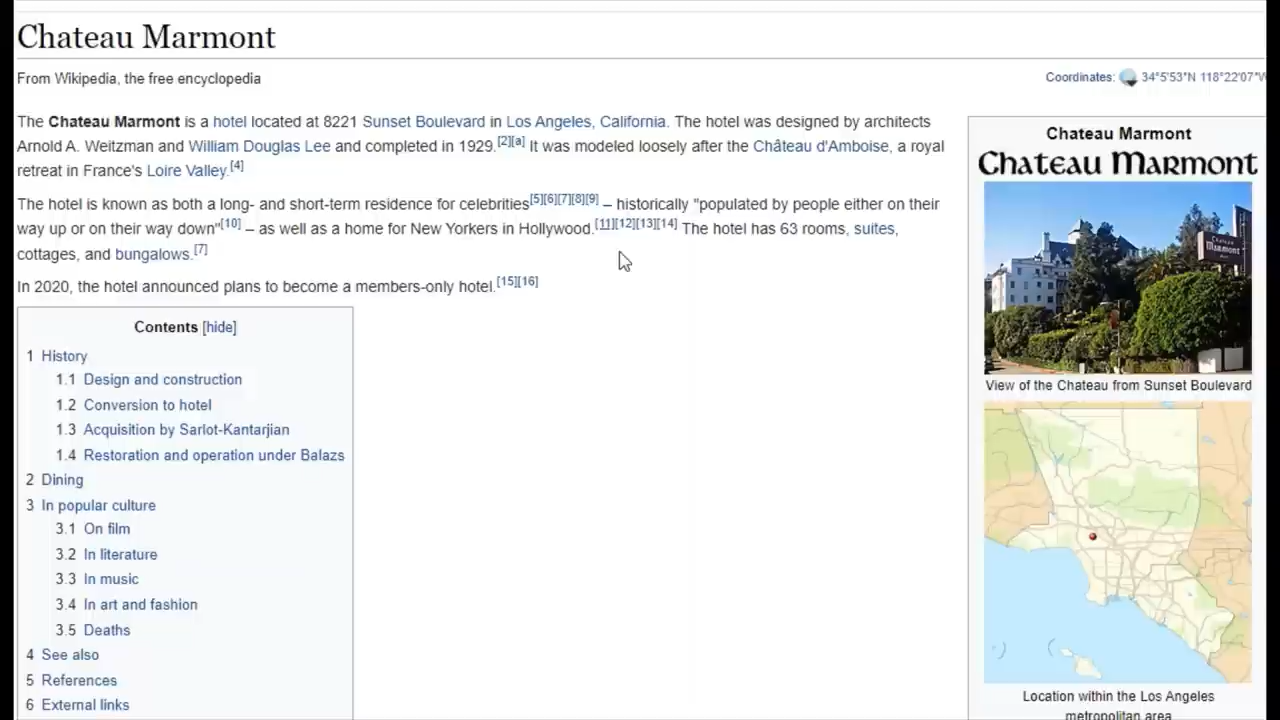 Chateau Marmont
From Wikipedia, the free encyclopedia
Coordinates: 34°5′53″N 118°22′07″W
The Chateau Marmont is a hotel located at 8221 Sunset Boulevard in Los Angeles, California. The hotel was designed by architects
Arnold A. Weitzman and William Douglas Lee and completed in 1929.[2][a] It was modeled loosely after the Château d'Amboise, a royal
retreat in France's Loire Valley.[4]
The hotel is known as both a long- and short-term residence for celebrities[5][6][7][8][9] – historically "populated by people either on their
way up or on their way down"[10] – as well as a home for New Yorkers in Hollywood.[11][12][13][14] The hotel has 63 rooms, suites,
cottages, and bungalows.[7]
In 2020, the hotel announced plans to become a members-only hotel.[15][16]
Contents [hide]
1 History
1.1 Design and construction
1.2 Conversion to hotel
1.3 Acquisition by Sarlot-Kantarjian
1.4 Restoration and operation under Balazs
2 Dining
3 In popular culture
3.1 On film
3.2 In literature
3.3 In music
3.4 In art and fashion
3.5 Deaths
4 See also
5 References
6 External links
Chateau Marmont
Chateau Marmont
Chateau
Marmont
View of the Chateau from Sunset Boulevard
Location within the Los Angeles
metropolitan area